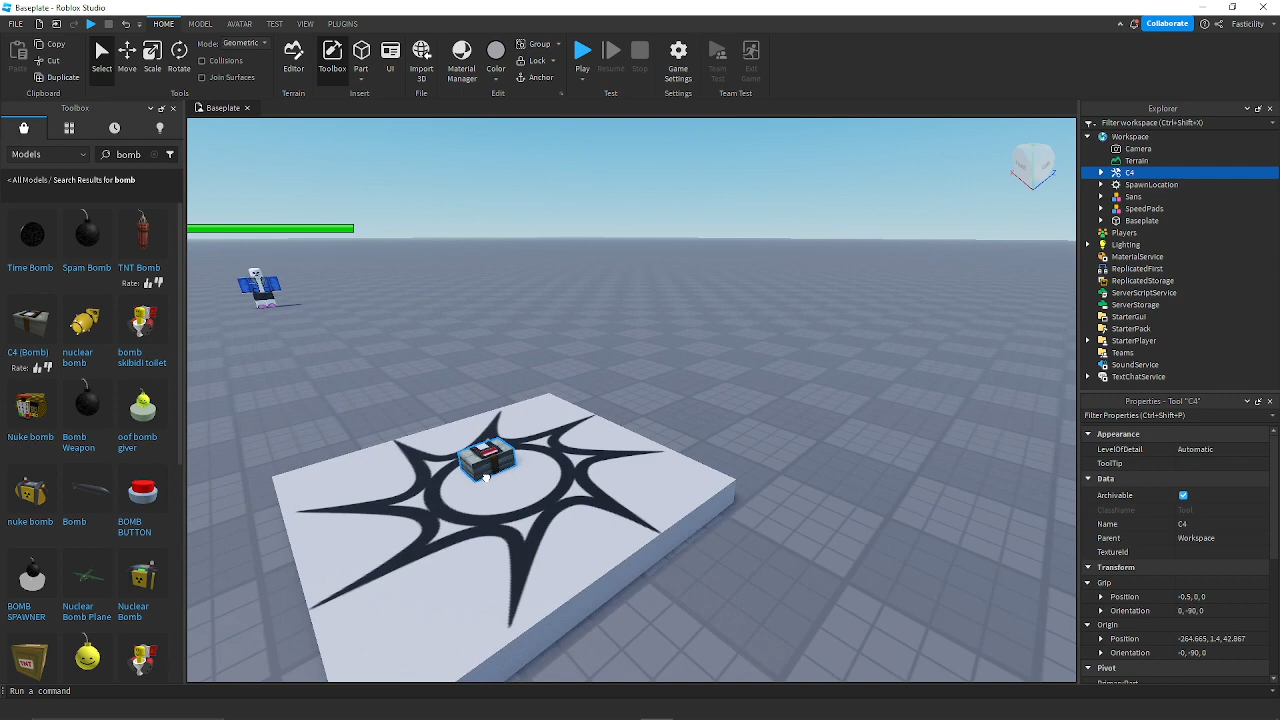 Baseplate - Roblox Studio
FILE HOME MODEL AVATAR TEST VIEW PLUGINS Collaborate Fasticility
Paste Copy Cut Duplicate Select Move Scale Rotate Mode: Geometric Collisions Join Surfaces Editor Toolbox Part UI Import 3D Material Manager Color Group Lock Anchor Play Resume Stop Game Settings Team Test Exit Game
Clipboard Tools Terrain Insert File Edit Test Settings Team Test
Toolbox
Models bomb
<All Models / Search Results for bomb
Time Bomb Spam Bomb TNT Bomb
Rate:
C4 (Bomb) nuclear bomb bomb skibidi toilet
Rate:
Nuke bomb Bomb Weapon oof bomb giver
nuke bomb Bomb BOMB BUTTON
BOMB SPAWNER Nuclear Bomb Plane Nuclear Bomb
TNT
Run a command
Baseplate
Explorer
Filter workspace (Ctrl+Shift+X)
Workspace
Camera
Terrain
C4
SpawnLocation
Sans
SpeedPads
Baseplate
Players
Lighting
MaterialService
ReplicatedFirst
ReplicatedStorage
ServerScriptService
ServerStorage
StarterGui
StarterPack
StarterPlayer
Teams
SoundService
TextChatService
Properties - Tool "C4"
Filter Properties (Ctrl+Shift+P)
Appearance
LevelOfDetail Automatic
ToolTip
Data
Archivable
ClassName Tool
Name C4
Parent Workspace
TextureId
Transform
Grip
Position -0.5, 0, 0
Orientation 0, -90, 0
Origin
Position -264.665, 1.4, 42.867
Orientation -0, -90, 0
Pivot